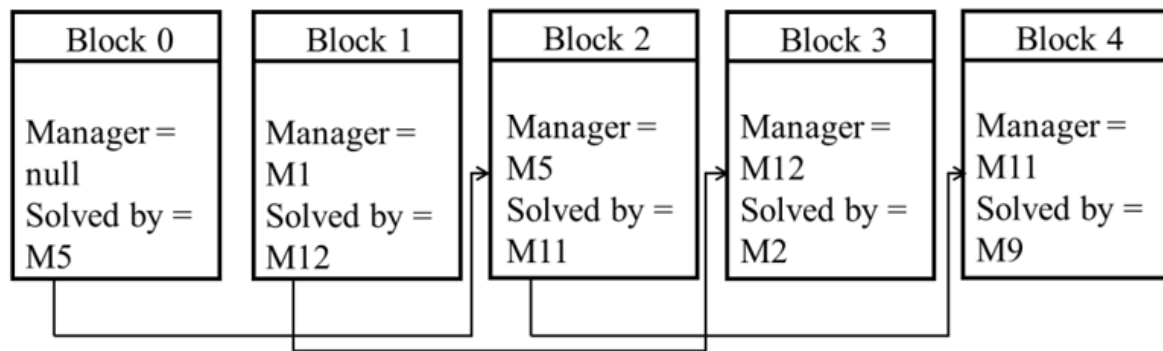 Block 0
Manager =
null
Solved by =
M5
Block 1
Manager =
M1
Solved by =
M12
Block 2
Manager =
M5
Solved by =
M11
Block 3
Manager =
M12
Solved by =
M2
Block 4
Manager =
M11
Solved by =
M9